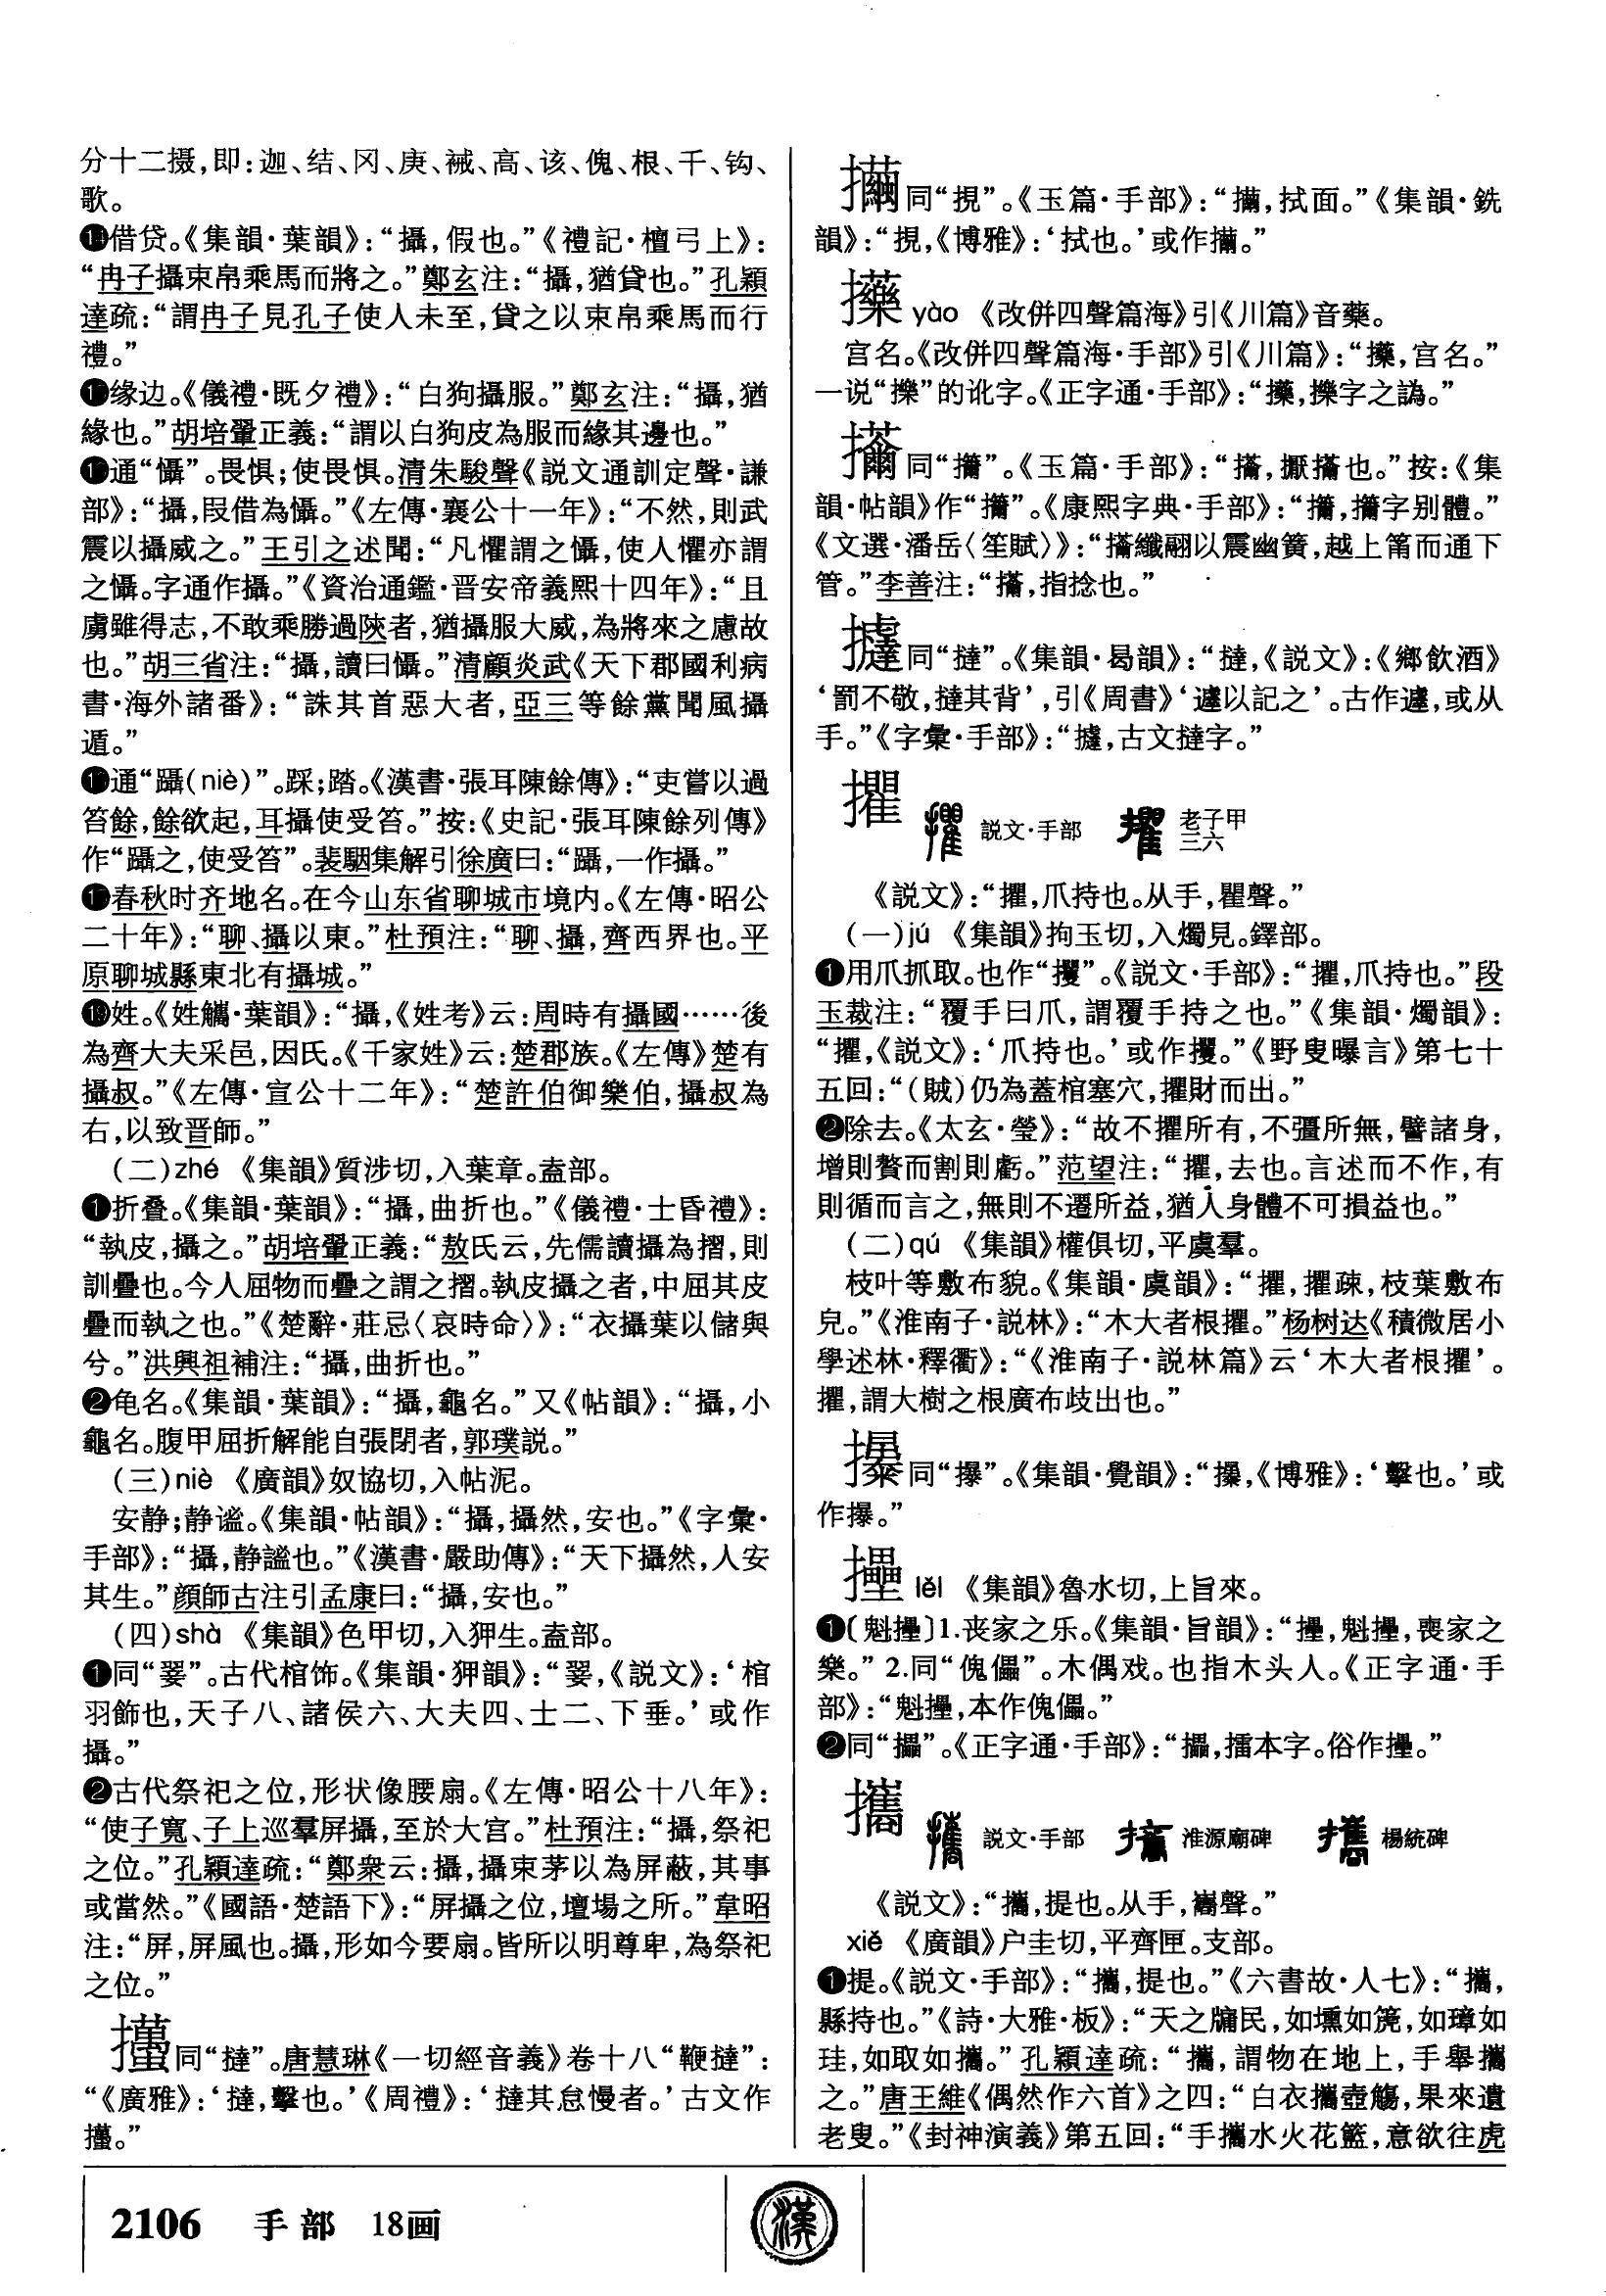 分十二摄,即:迦、结、冈、庚、裓、高、该、傀、根、千、钩、
歌。
⓮借贷。《集韻·葉韻》:“攝,假也。”《禮記·檀弓上》:
“冉子攝束帛乘馬而將之。”鄭玄注:“攝,猶貸也。”孔穎
達疏:“謂冉子見孔子使人未至,貸之以束帛乘馬而行
禮。”
⓯缘边。《儀禮·既夕禮》:“白狗攝服。”鄭玄注:“攝,猶
緣也。”胡培翬正義:“謂以白狗皮為服而緣其邊也。”
⓰通“懾”。畏惧;使畏惧。清朱駿聲《説文通訓定聲·謙
部》:“攝,叚借為懾。”《左傳·襄公十一年》:“不然,則武
震以攝威之。”王引之述聞:“凡懼謂之懾,使人懼亦謂
之懾。字通作攝。”《資治通鑑·晋安帝義熙十四年》:“且
虜雖得志,不敢乘勝過陝者,猶攝服大威,為將來之慮故
也。”胡三省注:“攝,讀曰懾。”清顧炎武《天下郡國利病
書·海外諸番》:“誅其首惡大者,亞三等餘黨聞風攝
遁。”
⓱通“躡(niè)”。踩;踏。《漢書·張耳陳餘傳》:“吏嘗以過
笞餘,餘欲起,耳攝使受笞。”按:《史記·張耳陳餘列傳》
作“躡之,使受笞”。裴駰集解引徐廣曰:“躡,一作攝。”
⓲春秋时齐地名。在今山东省聊城市境内。《左傳·昭公
二十年》:“聊、攝以東。”杜預注:“聊、攝,齊西界也。平
原聊城縣東北有攝城。”
⓳姓。《姓觿·葉韻》:“攝,《姓考》云:周時有攝國……後
為齊大夫采邑,因氏。《千家姓》云:楚郡族。《左傳》楚有
攝叔。”《左傳·宣公十二年》:“楚許伯御樂伯,攝叔為
右,以致晋師。”
(二)zhé 《集韻》質涉切,入葉章。盍部。
❶折叠。《集韻·葉韻》:“攝,曲折也。”《儀禮·士昏禮》:
“執皮,攝之。”胡培翬正義:“敖氏云,先儒讀攝為摺,則
訓疊也。今人屈物而疊之謂之摺。執皮攝之者,中屈其皮
疊而執之也。”《楚辭·莊忌〈哀時命〉》:“衣攝葉以儲與
兮。”洪興祖補注:“攝,曲折也。”
❷龟名。《集韻·葉韻》:“攝,龜名。”又《帖韻》:“攝,小
龜名。腹甲屈折解能自張閉者,郭璞説。”
(三)niè 《廣韻》奴協切,入帖泥。
安静;静谧。《集韻·帖韻》:“攝,攝然,安也。”《字彙·
手部》:“攝,静謐也。”《漢書·嚴助傳》:“天下攝然,人安
其生。”顔師古注引孟康曰:“攝,安也。”
(四)shà 《集韻》色甲切,入狎生。盍部。
❶同“翣”。古代棺饰。《集韻·狎韻》:“翣,《説文》:‘棺
羽飾也,天子八、諸侯六、大夫四、士二、下垂。’或作
攝。”
❷古代祭祀之位,形状像腰扇。《左傳·昭公十八年》:
“使子寬、子上巡羣屏攝,至於大宫。”杜預注:“攝,祭祀
之位。”孔穎達疏:“鄭衆云:攝,攝束茅以為屏蔽,其事
或當然。”《國語·楚語下》:“屏攝之位,壇場之所。”韋昭
注:“屏,屏風也。攝,形如今要扇。皆所以明尊卑,為祭祀
之位。”
同“撻”。唐慧琳《一切經音義》卷十八“鞭撻”:
“《廣雅》:‘撻,擊也。’《周禮》:‘撻其怠慢者。’古文作
。”
同“挸”。《玉篇·手部》:“,拭面。”《集韻·銑
韻》:“挸,《博雅》:‘拭也。’或作。”
yào 《改併四聲篇海》引《川篇》音藥。
宫名。《改併四聲篇海·手部》引《川篇》:“,宫名。”
一说“擽”的讹字。《正字通·手部》:“,擽字之譌。”
同“擟”。《玉篇·手部》:“,擫也。”按:《集
韻·帖韻》作“”。《康熙字典·手部》:“,字别體。”
《文選·潘岳〈笙賦〉》:“纖翮以震幽簧,越上筩而通下
管。”李善注:“,指捻也。”
同“撻”。《集韻·曷韻》:“撻,《説文》:《鄉飲酒》
‘罰不敬,撻其背’,引《周書》‘以記之’。古作,或从
手。”《字彙·手部》:“,古文撻字。”
攫 説文·手部 老子甲三六
《説文》:“擢,爪持也。从手,瞿聲。”
(一)jú 《集韻》拘玉切,入燭見。鐸部。
❶用爪抓取。也作“攫”。《説文·手部》:“㩴,爪持也。”段
玉裁注:“覆手曰爪,謂覆手持之也。”《集韻·燭韻》:
“㩴,《説文》:‘爪持也。’或作攫。”《野叟曝言》第七十
五回:“(賊)仍為蓋棺塞穴,㩴財而出。”
❷除去。《太玄·瑩》:“故不㩴所有,不彊所無,譬諸身,
增則贅而割則虧。”范望注:“㩴,去也。言述而不作,有
則循而言之,無則不遷所益,猶人身體不可損益也。”
(二)qú 《集韻》權俱切,平虞羣。
枝叶等敷布貌。《集韻·虞韻》:“㩴,㩴疎,枝葉敷布
皃。”《淮南子·説林》:“木大者根㩴。”杨树达《積微居小
學述林·釋衢》:“《淮南子·説林篇》云‘木大者根㩴’。
㩴,謂大樹之根廣布歧出也。”
同“㩧”。《集韻·覺韻》:“,《博雅》:‘擊也。’或
作㩧。”
lěi 《集韻》魯水切,上旨來。
❶〔魁〕1.丧家之乐。《集韻·旨韻》:“,魁,喪家之
樂。” 2.同“傀儡”。木偶戏。也指木头人。《正字通·手
部》:“魁,本作傀儡。”
❷同“攂”。《正字通·手部》:“,擂本字。俗作。”
攜 説文·手部 淮源廟碑 楊統碑
《説文》:“攜,提也。从手,巂聲。”
xié 《廣韻》户圭切,平齊匣。支部。
❶提。《説文·手部》:“攜,提也。”《六書故·人七》:“攜,
縣持也。”《詩·大雅·板》:“天之牖民,如壎如篪,如璋如
珪,如取如攜。”孔穎達疏:“攜,謂物在地上,手舉攜
之。”唐王維《偶然作六首》之四:“白衣攜壺觴,果來遺
老叟。”《封神演義》第五回:“手攜水火花籃,意欲往虎
2106 手部 18画
漢